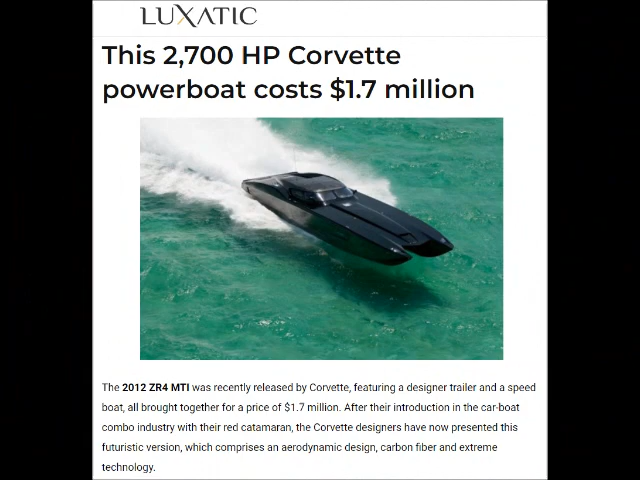 LUXATIC
This 2,700 HP Corvette
powerboat costs $1.7 million
The 2012 ZR4 MTI was recently released by Corvette, featuring a designer trailer and a speed
boat, all brought together for a price of $1.7 million. After their introduction in the car-boat
combo industry with their red catamaran, the Corvette designers have now presented this
futuristic version, which comprises an aerodynamic design, carbon fiber and extreme
technology.